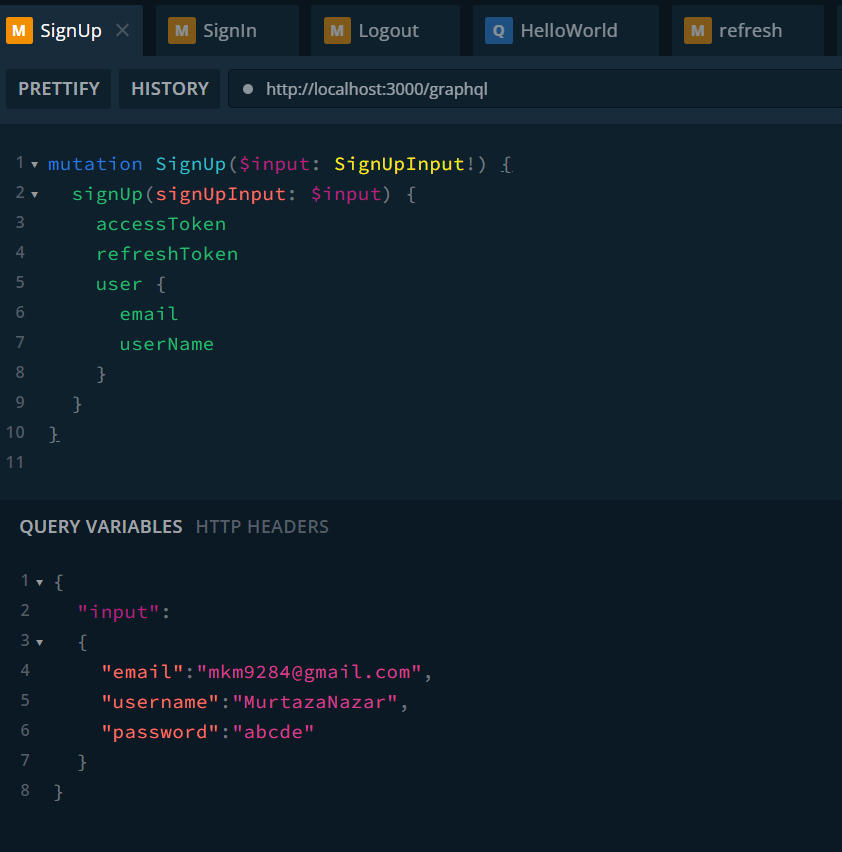 M SignUp × M SignIn M Logout Q HelloWorld M refresh
PRETTIFY HISTORY http://localhost:3000/graphql
1 mutation SignUp($input: SignUpInput!) {
2 signUp(signUpInput: $input) {
3 accessToken
4 refreshToken
5 user {
6 email
7 userName
8 }
9 }
10 }
11
QUERY VARIABLES HTTP HEADERS
1 {
2 "input":
3 {
4 "email":"mkm9284@gmail.com",
5 "username":"MurtazaNazar",
6 "password":"abcde"
7 }
8 }